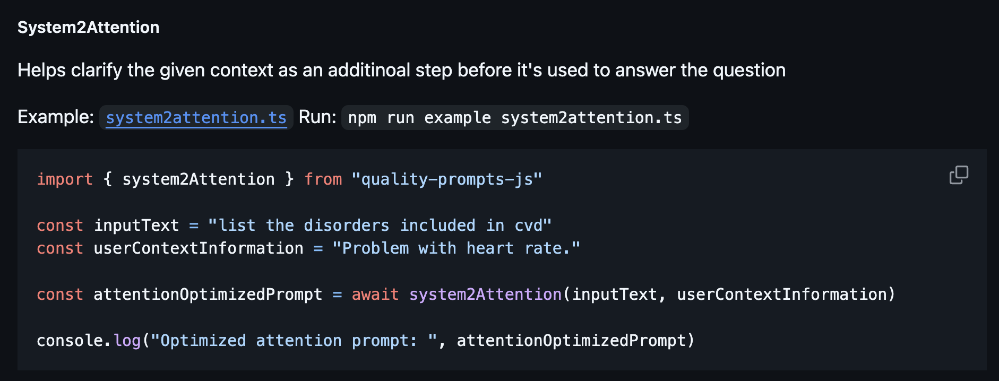 System2Attention
Helps clarify the given context as an additinoal step before it's used to answer the question
Example: system2attention.ts Run: npm run example system2attention.ts
import { system2Attention } from "quality-prompts-js"
const inputText = "list the disorders included in cvd"
const userContextInformation = "Problem with heart rate."
const attentionOptimizedPrompt = await system2Attention(inputText, userContextInformation)
console.log("Optimized attention prompt: ", attentionOptimizedPrompt)